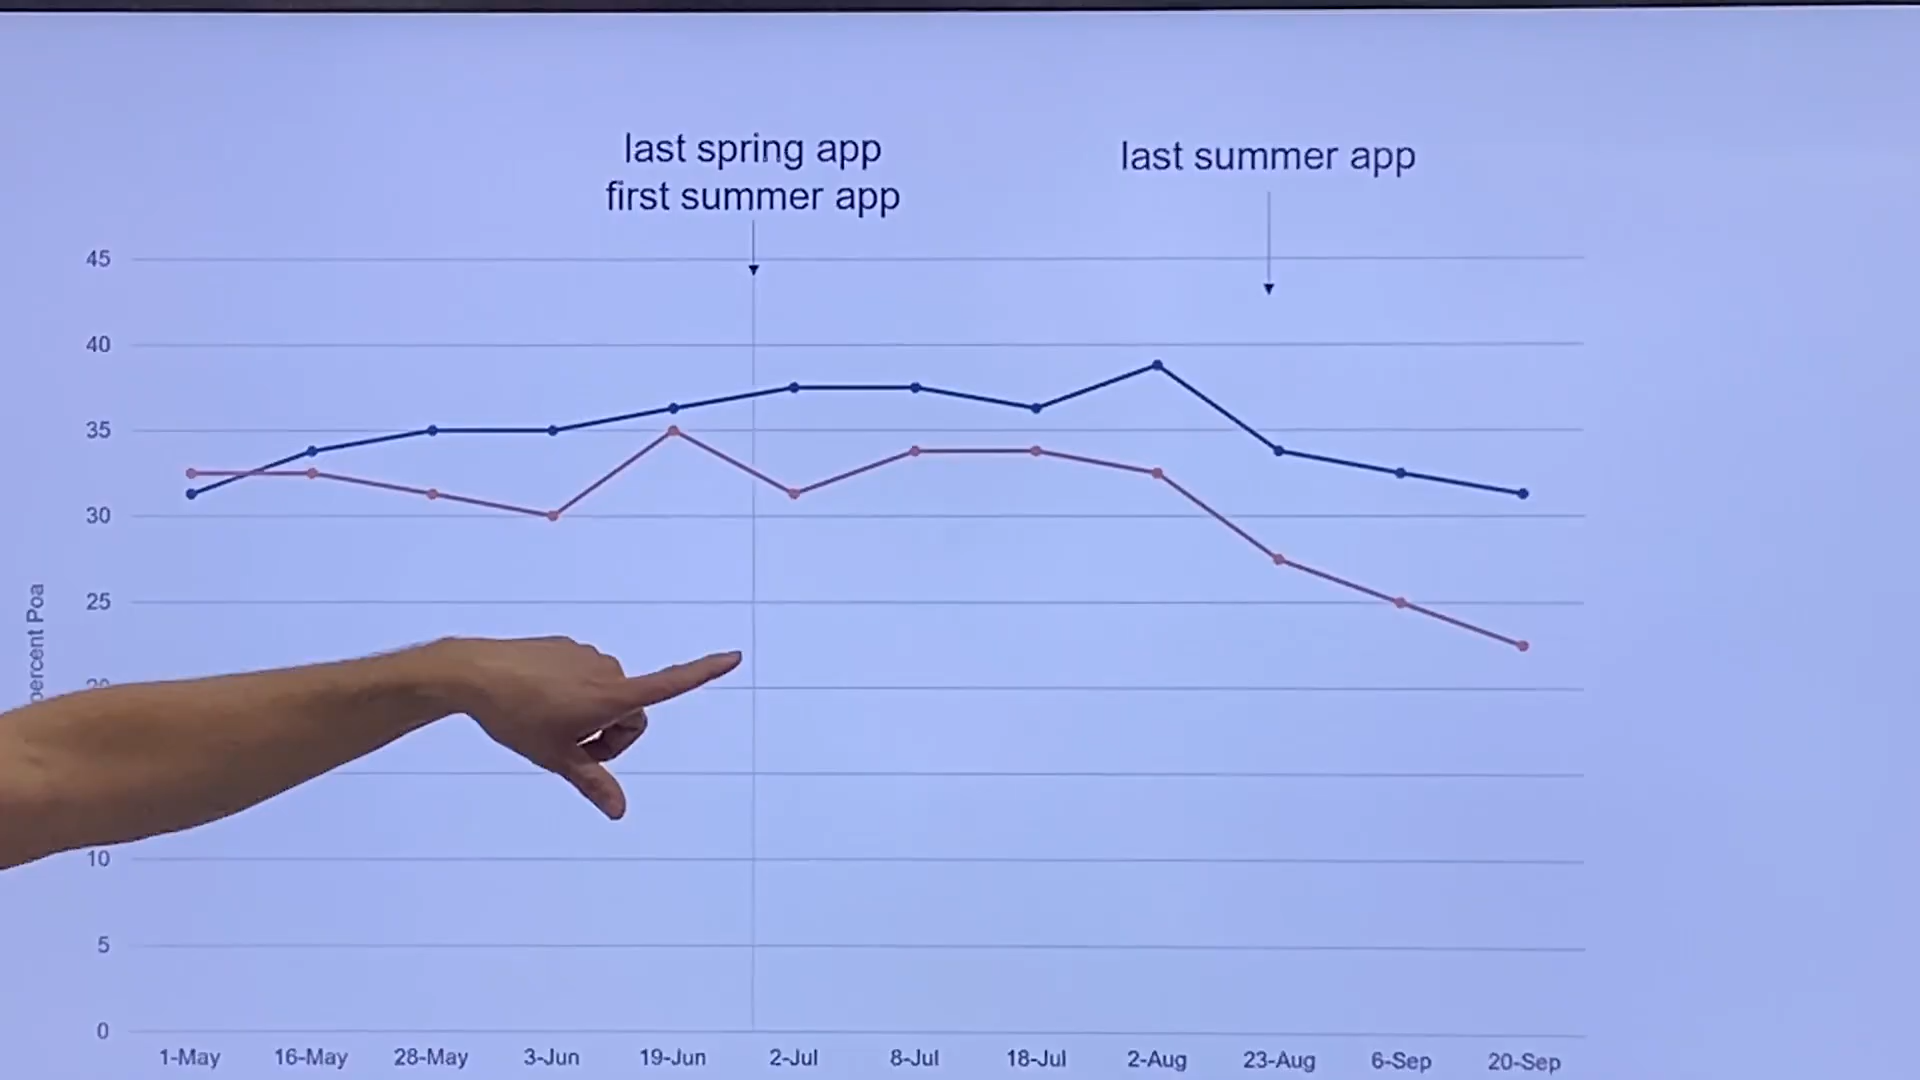 last spring app
first summer app
last summer app
45
40
35
30
25
10
5
0
percent Poa
1-May 16-May 28-May 3-Jun 19-Jun 2-Jul 8-Jul 18-Jul 2-Aug 23-Aug 6-Sep 20-Sep